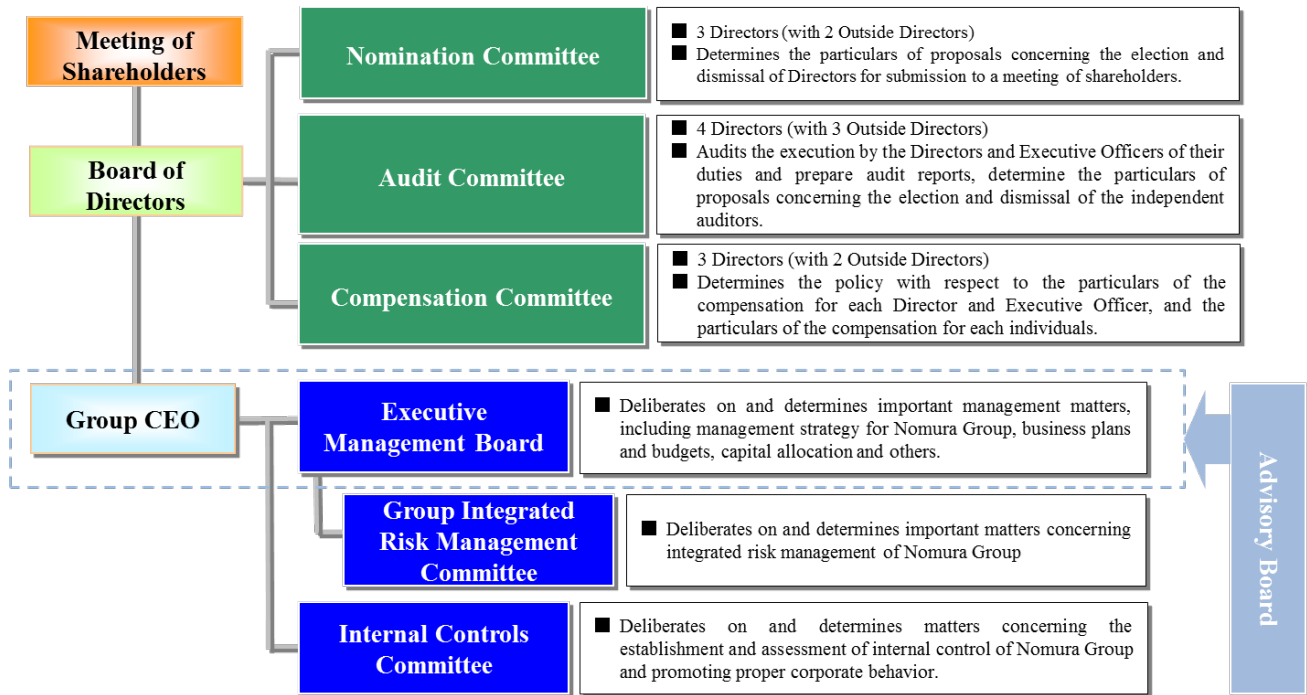 Meeting of
Shareholders
Nomination Committee
■ 3 Directors (with 2 Outside Directors)
■ Determines the particulars of proposals concerning the election and
dismissal of Directors for submission to a meeting of shareholders.
Board of
Directors
Audit Committee
■ 4 Directors (with 3 Outside Directors)
■ Audits the execution by the Directors and Executive Officers of their
duties and prepare audit reports, determine the particulars of
proposals concerning the election and dismissal of the independent
auditors.
Compensation Committee
■ 3 Directors (with 2 Outside Directors)
■ Determines the policy with respect to the particulars of the
compensation for each Director and Executive Officer, and the
particulars of the compensation for each individuals.
Group CEO
Executive
Management Board
■ Deliberates on and determines important management matters,
including management strategy for Nomura Group, business plans
and budgets, capital allocation and others.
Group Integrated
Risk Management
Committee
■ Deliberates on and determines important matters concerning
integrated risk management of Nomura Group
Internal Controls
Committee
■ Deliberates on and determines matters concerning the
establishment and assessment of internal control of Nomura Group
and promoting proper corporate behavior.
Advisory Board